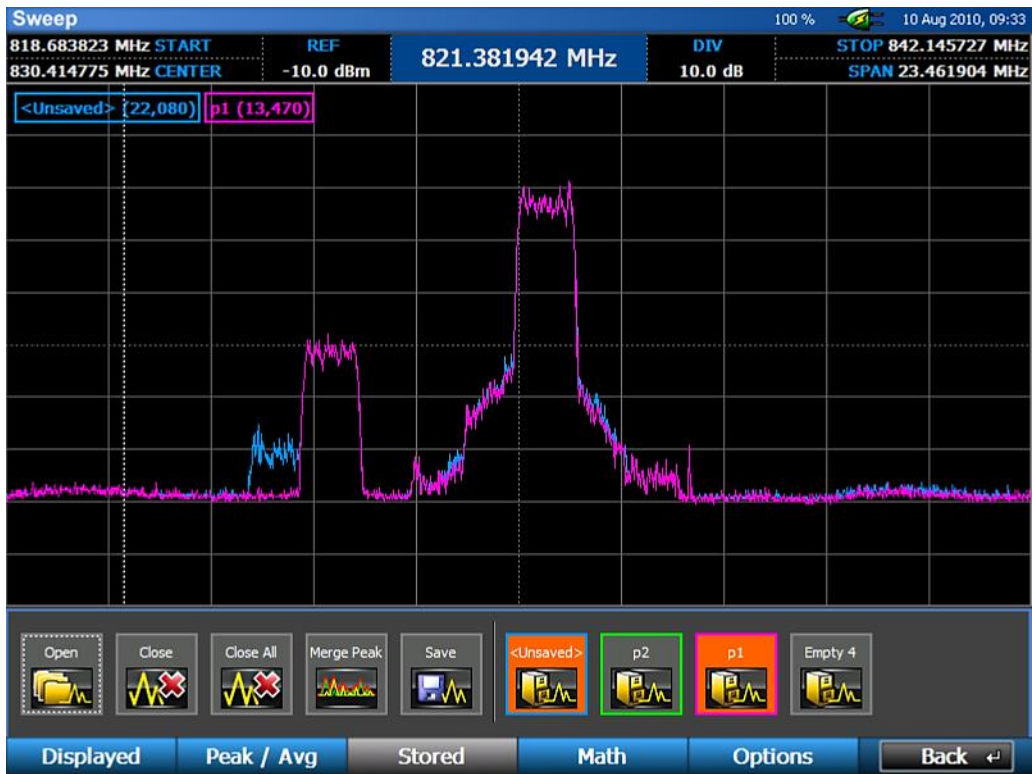 Sweep 100 % 10 Aug 2010, 09:33
818.683823 MHz START REF 821.381942 MHz DIV STOP 842.145727 MHz
830.414775 MHz CENTER -10.0 dBm 10.0 dB SPAN 23.461904 MHz
<Unsaved> (22,080) p1 (13,470)
Open Close Close All Merge Peak Save <Unsaved> p2 p1 Empty 4
Displayed Peak / Avg Stored Math Options Back ↵